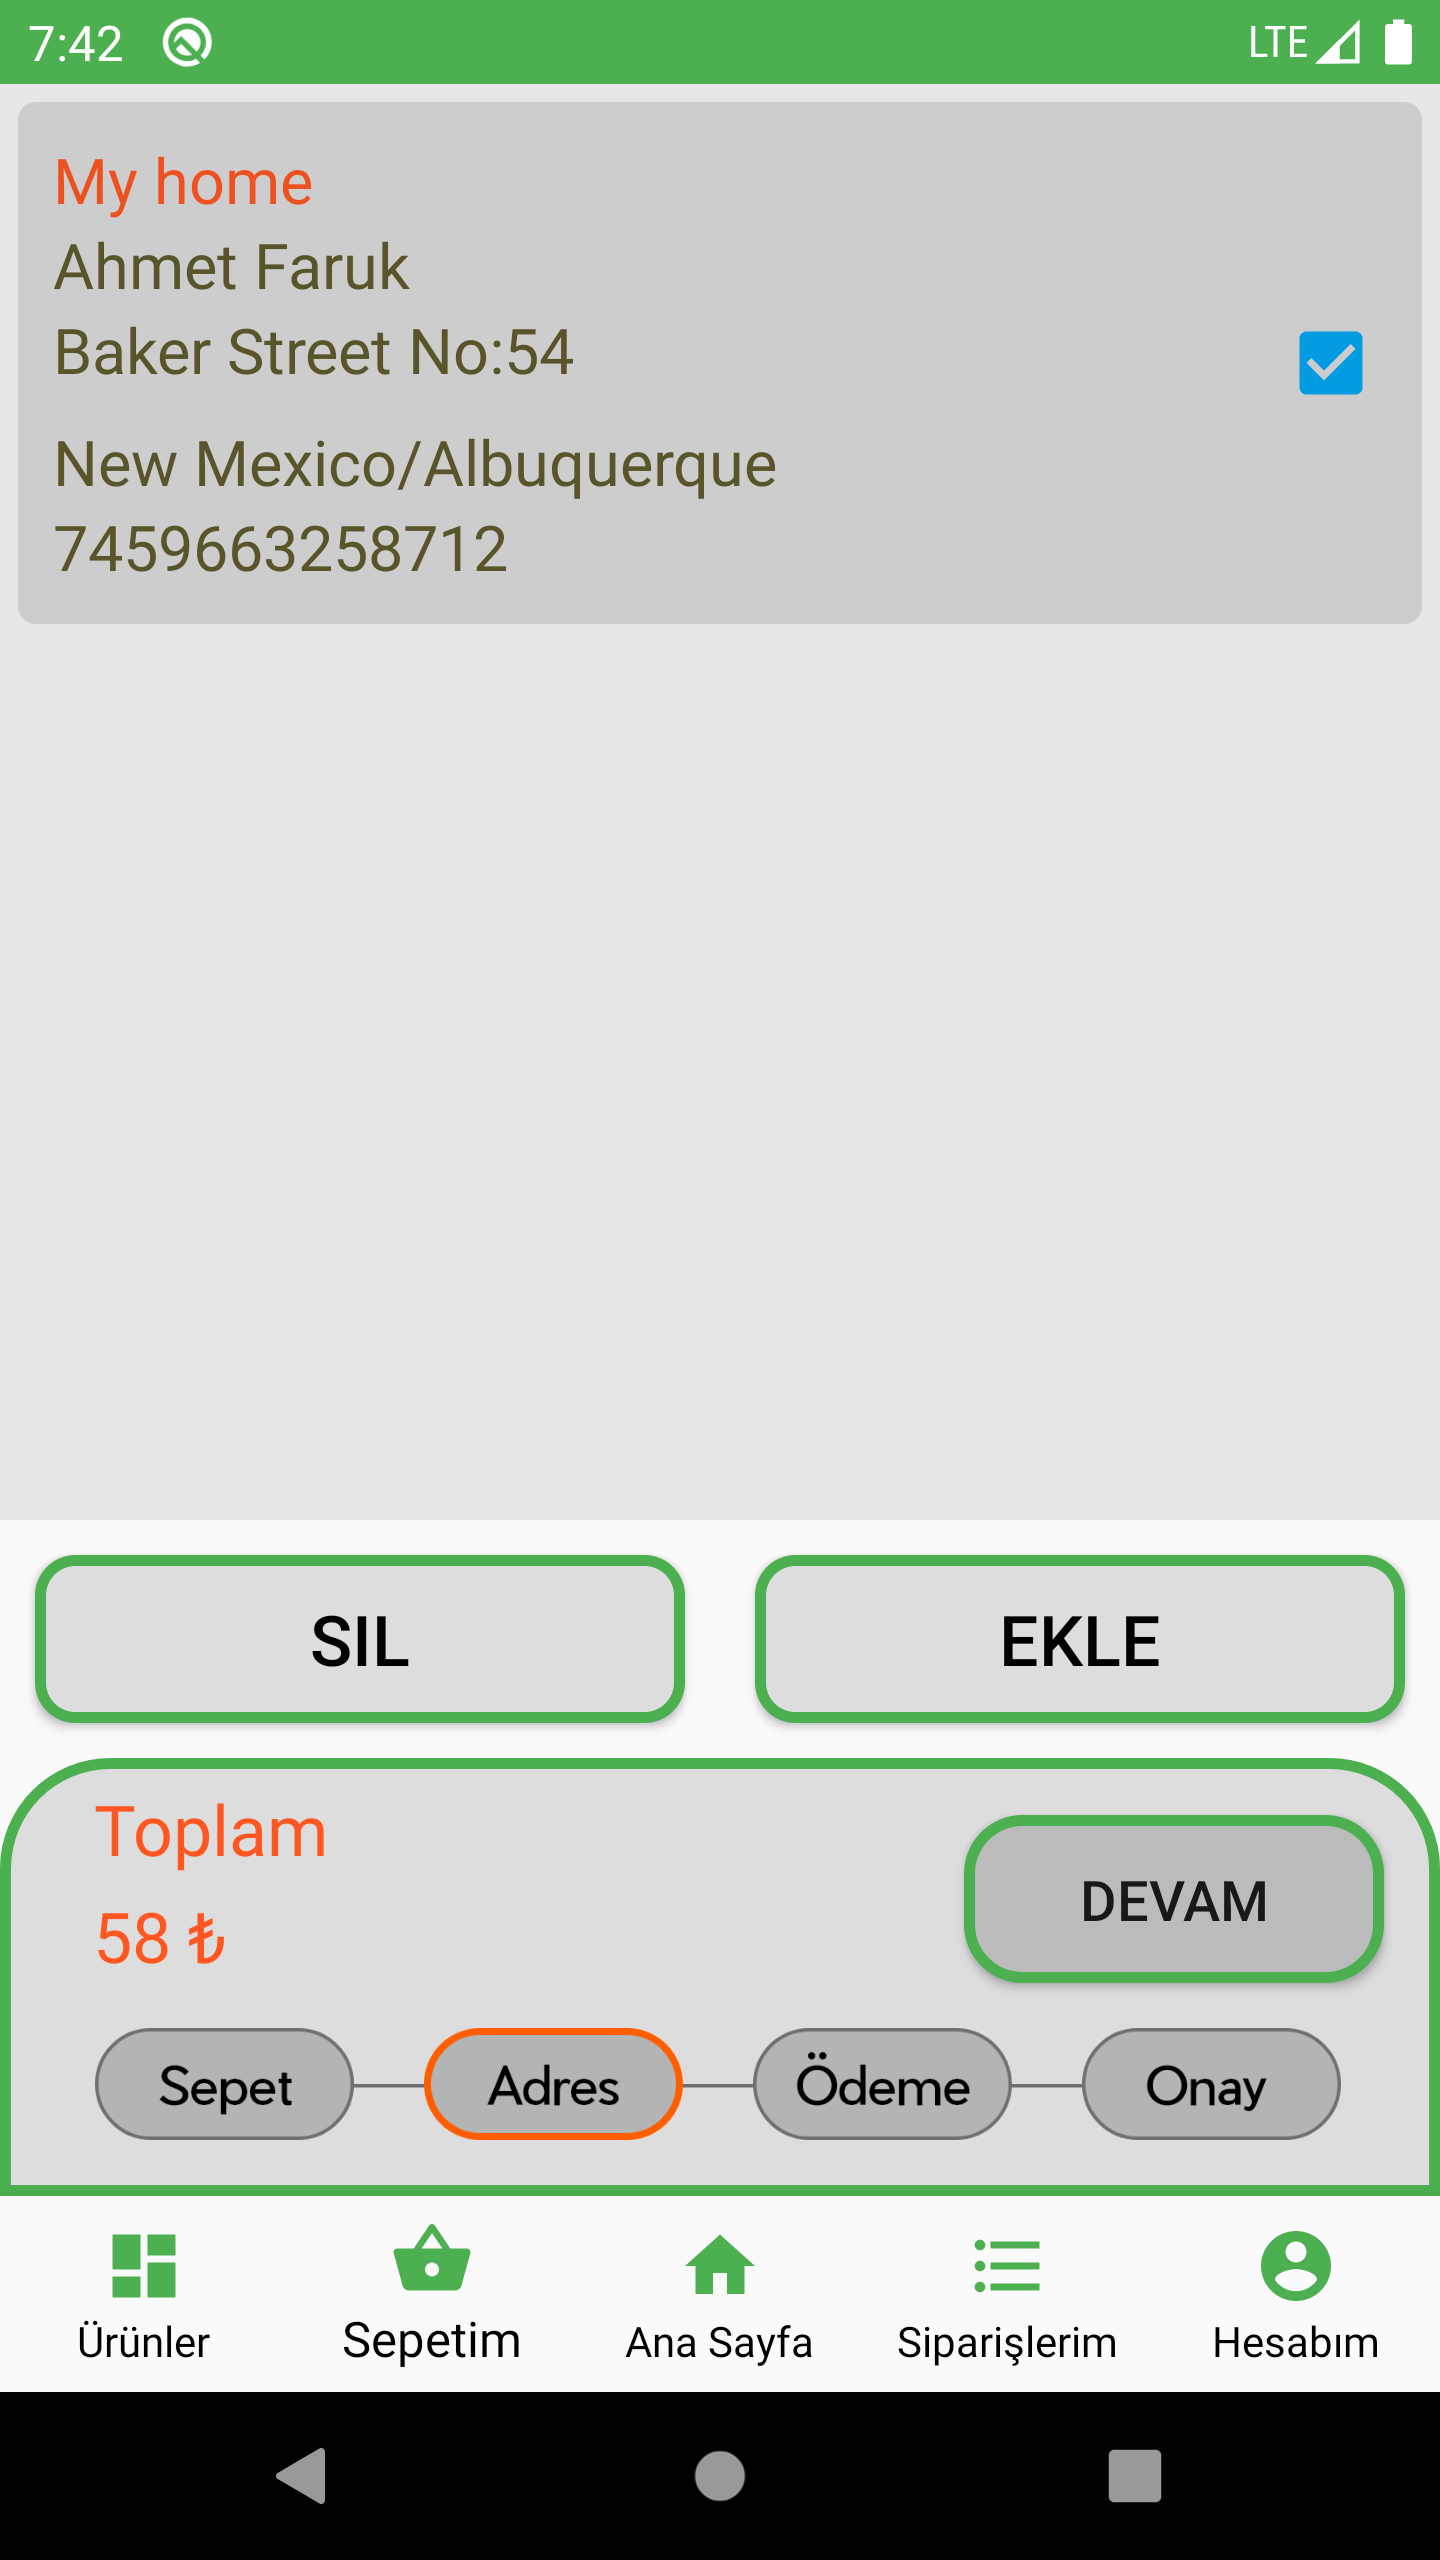 7:42 LTE
My home
Ahmet Faruk
Baker Street No:54
New Mexico/Albuquerque
7459663258712
SIL EKLE
Toplam
58 ₺
DEVAM
Sepet Adres Ödeme Onay
Ürünler Sepetim Ana Sayfa Siparişlerim Hesabım